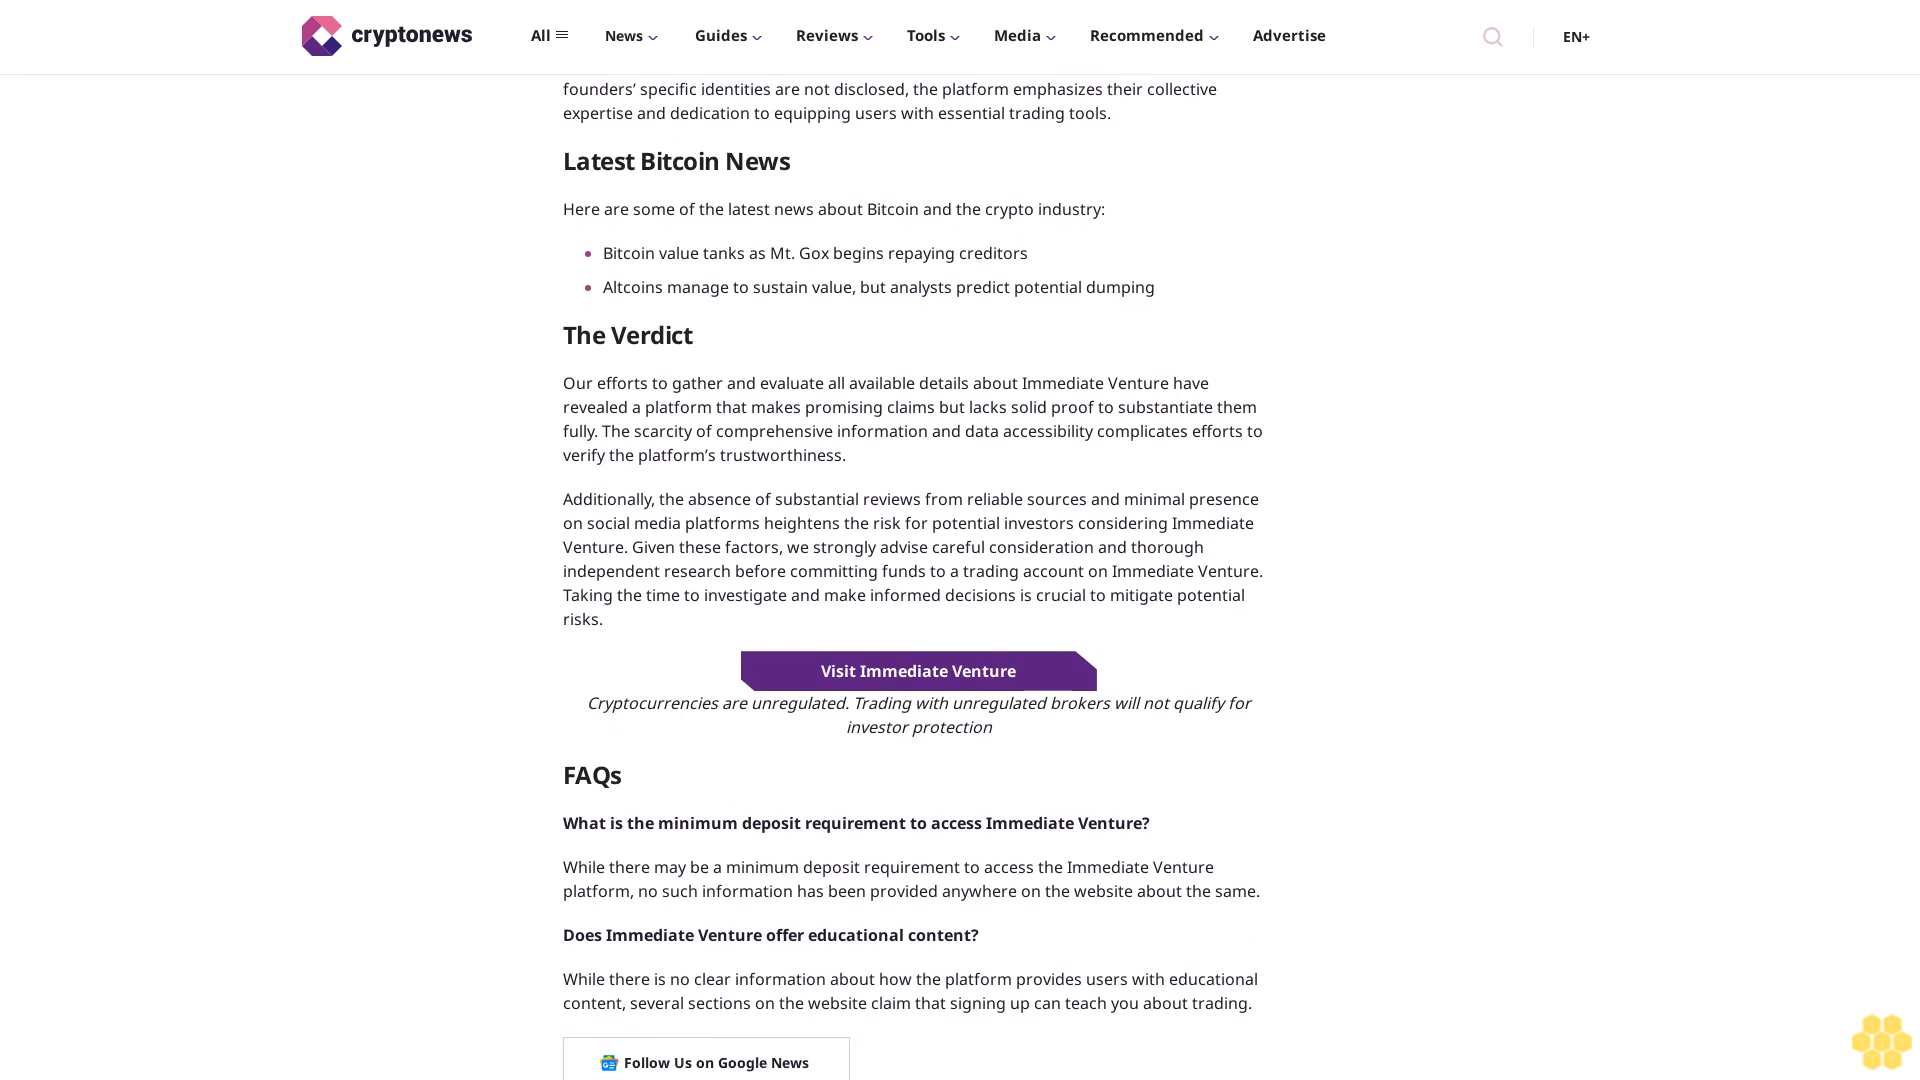 cryptonews
All
News
Guides
Reviews
Tools
Media
Recommended
Advertise
EN+
founders’ specific identities are not disclosed, the platform emphasizes their collective
expertise and dedication to equipping users with essential trading tools.
Latest Bitcoin News
Here are some of the latest news about Bitcoin and the crypto industry:
Bitcoin value tanks as Mt. Gox begins repaying creditors
Altcoins manage to sustain value, but analysts predict potential dumping
The Verdict
Our efforts to gather and evaluate all available details about Immediate Venture have
revealed a platform that makes promising claims but lacks solid proof to substantiate them
fully. The scarcity of comprehensive information and data accessibility complicates efforts to
verify the platform’s trustworthiness.
Additionally, the absence of substantial reviews from reliable sources and minimal presence
on social media platforms heightens the risk for potential investors considering Immediate
Venture. Given these factors, we strongly advise careful consideration and thorough
independent research before committing funds to a trading account on Immediate Venture.
Taking the time to investigate and make informed decisions is crucial to mitigate potential
risks.
Visit Immediate Venture
Cryptocurrencies are unregulated. Trading with unregulated brokers will not qualify for
investor protection
FAQs
What is the minimum deposit requirement to access Immediate Venture?
While there may be a minimum deposit requirement to access the Immediate Venture
platform, no such information has been provided anywhere on the website about the same.
Does Immediate Venture offer educational content?
While there is no clear information about how the platform provides users with educational
content, several sections on the website claim that signing up can teach you about trading.
Follow Us on Google News